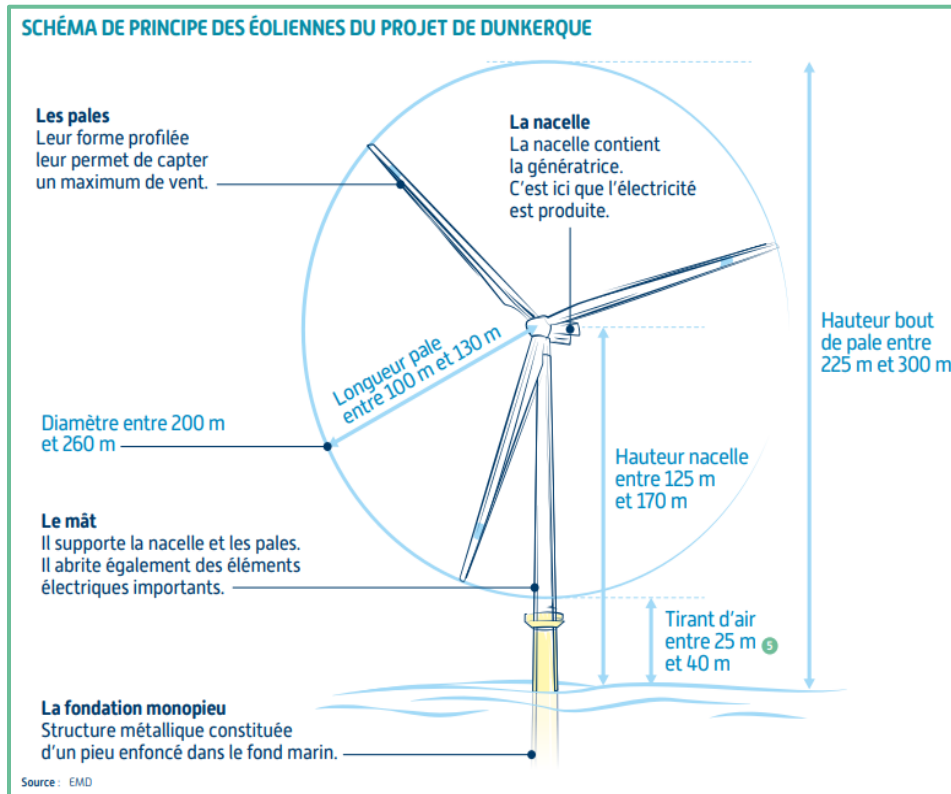 SCHÉMA DE PRINCIPE DES ÉOLIENNES DU PROJET DE DUNKERQUE
Les pales
Leur forme profilée
leur permet de capter
un maximum de vent.
La nacelle
La nacelle contient
la génératrice.
C'est ici que l'électricité
est produite.
Longueur pale
entre 100 m et 130 m
Hauteur bout
de pale entre
225 m et 300 m
Diamètre entre 200 m
et 260 m
Hauteur nacelle
entre 125 m
et 170 m
Le mât
Il supporte la nacelle et les pales.
Il abrite également des éléments
électriques importants.
Tirant d'air
entre 25 m 5
et 40 m
La fondation monopieu
Structure métallique constituée
d'un pieu enfoncé dans le fond marin.
Source : EMD